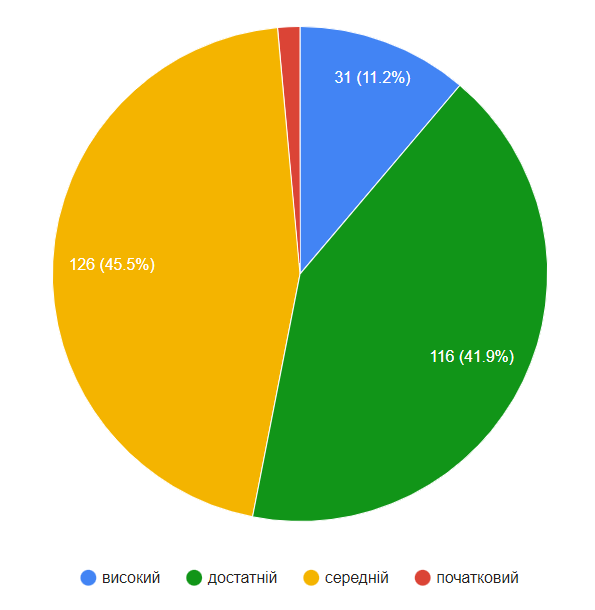 31 (11.2%)
126 (45.5%)
116 (41.9%)
високий достатній середній початковий